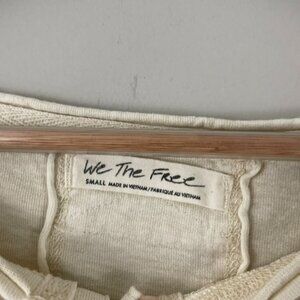 We The Free
SMALL MADE IN VIETNAM/FABRIQUÉ AU VIETNAM